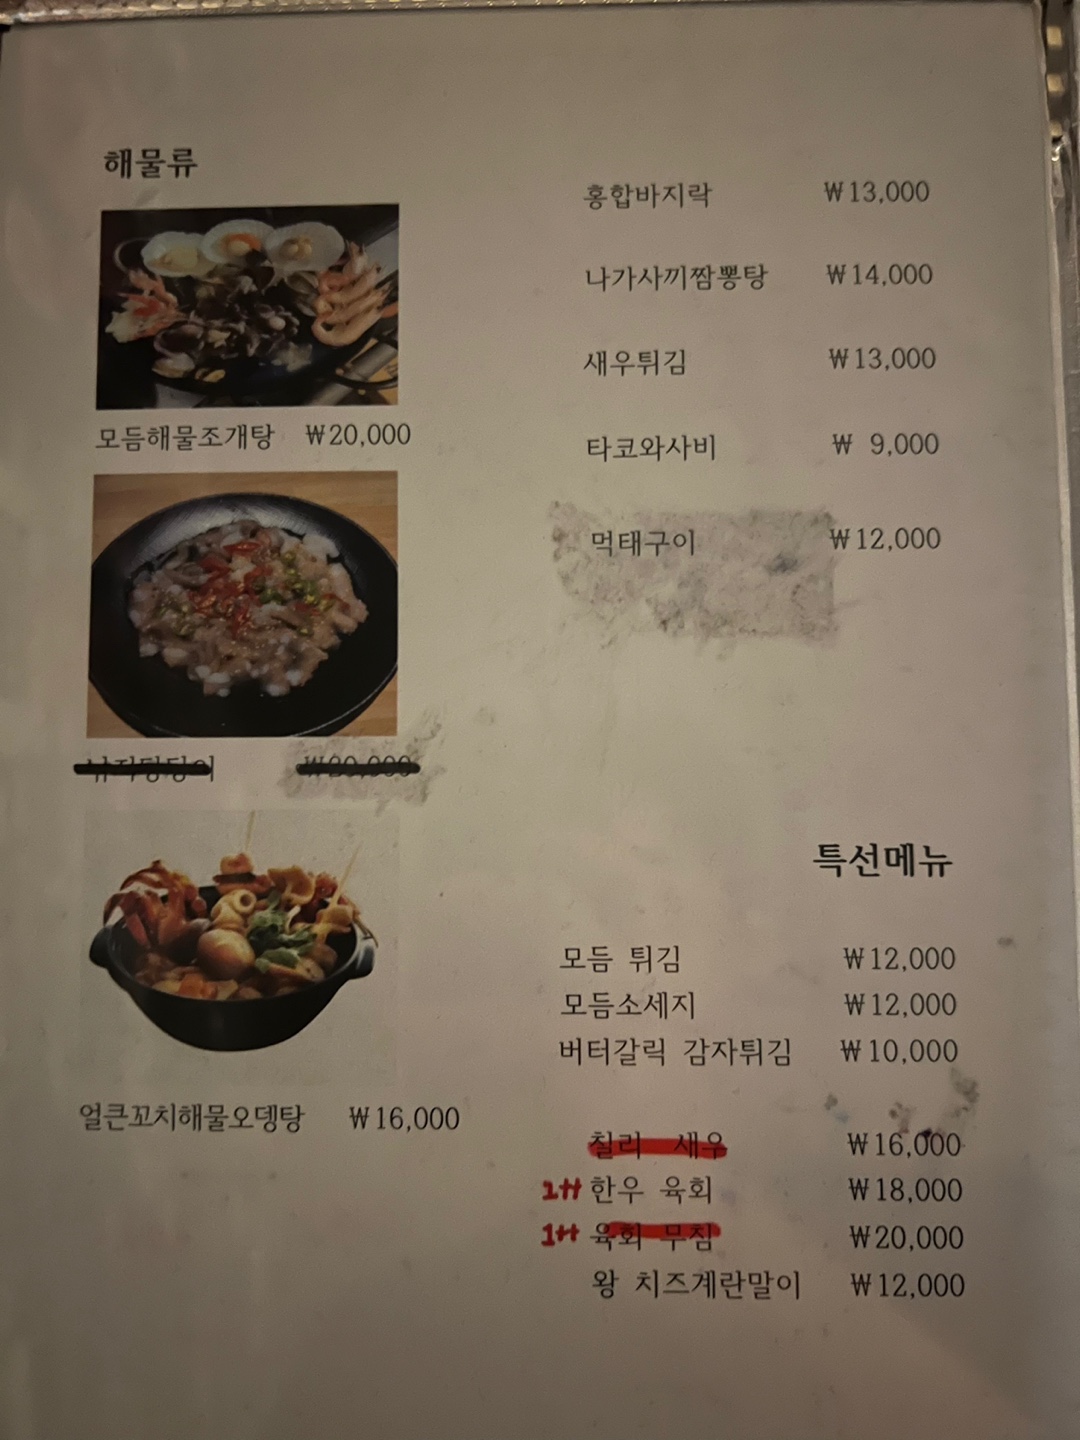 해물류
모듬해물조개탕 ₩20,000
낙지탕탕이 ₩20,000
얼큰꼬치해물오뎅탕 ₩16,000
홍합바지락 ₩13,000
나가사끼짬뽕탕 ₩14,000
새우튀김 ₩13,000
타코와사비 ₩ 9,000
먹태구이 ₩12,000
특선메뉴
모듬 튀김 ₩12,000
모듬소세지 ₩12,000
버터갈릭 감자튀김 ₩10,000
칠리 새우 ₩16,000
1++ 한우 육회 ₩18,000
1++ 육회 무침 ₩20,000
왕 치즈계란말이 ₩12,000